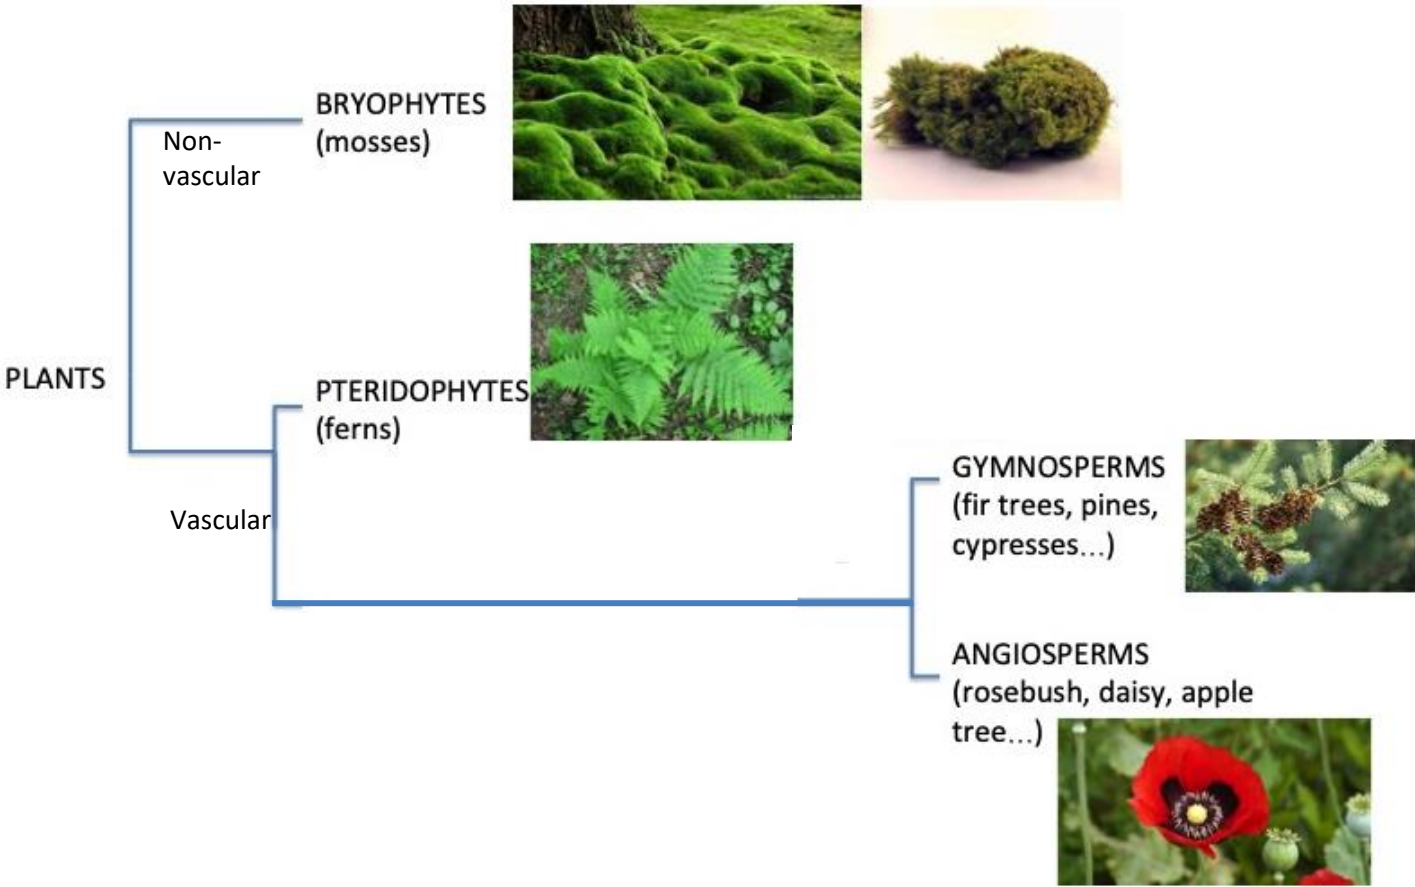 BRYOPHYTES
(mosses)
Non-
vascular
PLANTS
PTERIDOPHYTES
(ferns)
Vascular
GYMNOSPERMS
(fir trees, pines,
cypresses...)
ANGIOSPERMS
(rosebush, daisy, apple
tree...)